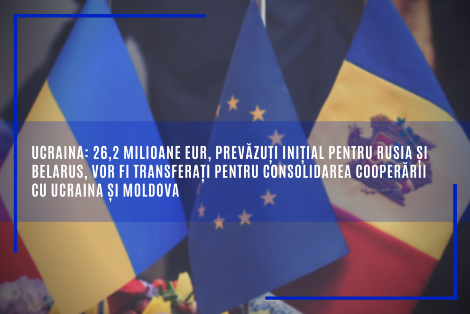 UCRAINA: 26,2 MILIOANE EUR, PREVĂZUȚI INIȚIAL PENTRU RUSIA ȘI
BELARUS, VOR FI TRANSFERAȚI PENTRU CONSOLIDAREA COOPERĂRII
CU UCRAINA ȘI MOLDOVA